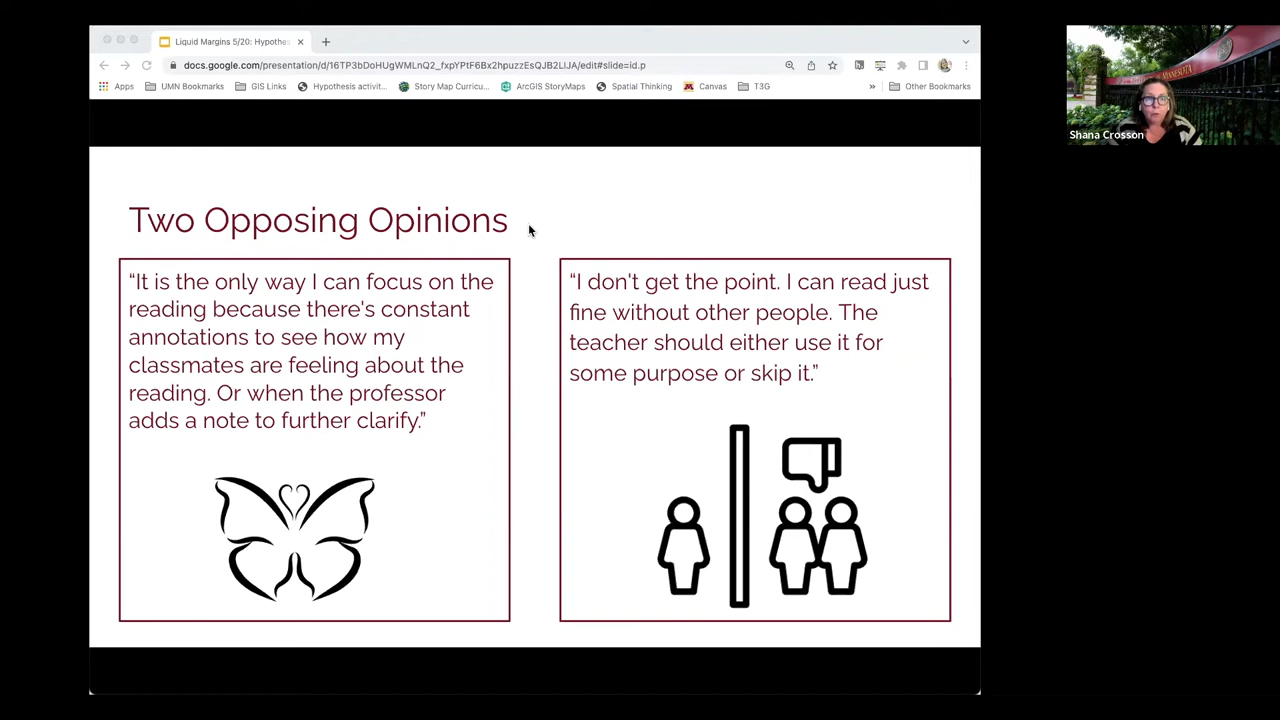 Liquid Margins 5/20: Hypothes
docs.google.com/presentation/d/16TP3bDoHUgWMLnQ2_fxpYPtF6Bx2hpuzzEsQJB2LlJA/edit#slide=id.p
Apps UMN Bookmarks GIS Links Hypothesis activit... Story Map Curricu... ArcGIS StoryMaps Spatial Thinking Canvas T3G » Other Bookmarks
MINNESOTA
Shana Crosson
Two Opposing Opinions
“It is the only way I can focus on the
reading because there's constant
annotations to see how my
classmates are feeling about the
reading. Or when the professor
adds a note to further clarify.”
“I don't get the point. I can read just
fine without other people. The
teacher should either use it for
some purpose or skip it.”